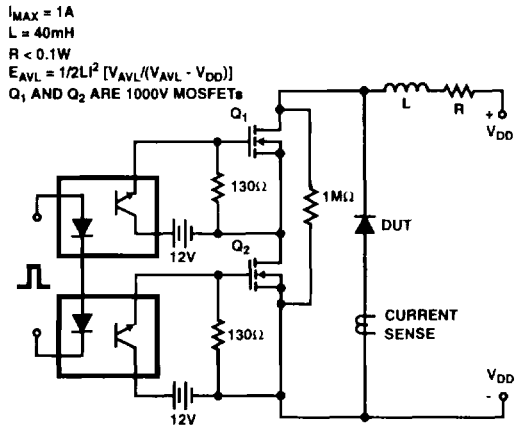 IMAX = 1A
L = 40mH
R < 0.1W
EAVL = 1/2LI² [VAVL/(VAVL - VDD)]
Q1 AND Q2 ARE 1000V MOSFETs
Q1
L
R
+
VDD
130Ω
1MΩ
12V
DUT
Q2
130Ω
CURRENT
SENSE
VDD
-
12V